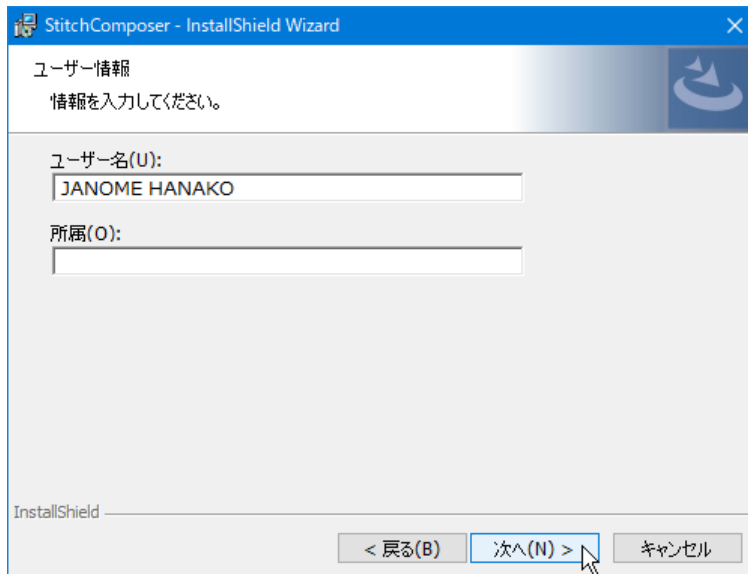 StitchComposer - InstallShield Wizard
ユーザー情報
情報を入力してください。
ユーザー名(U):
JANOME HANAKO
所属(O):
InstallShield
< 戻る(B) 次へ(N) > キャンセル